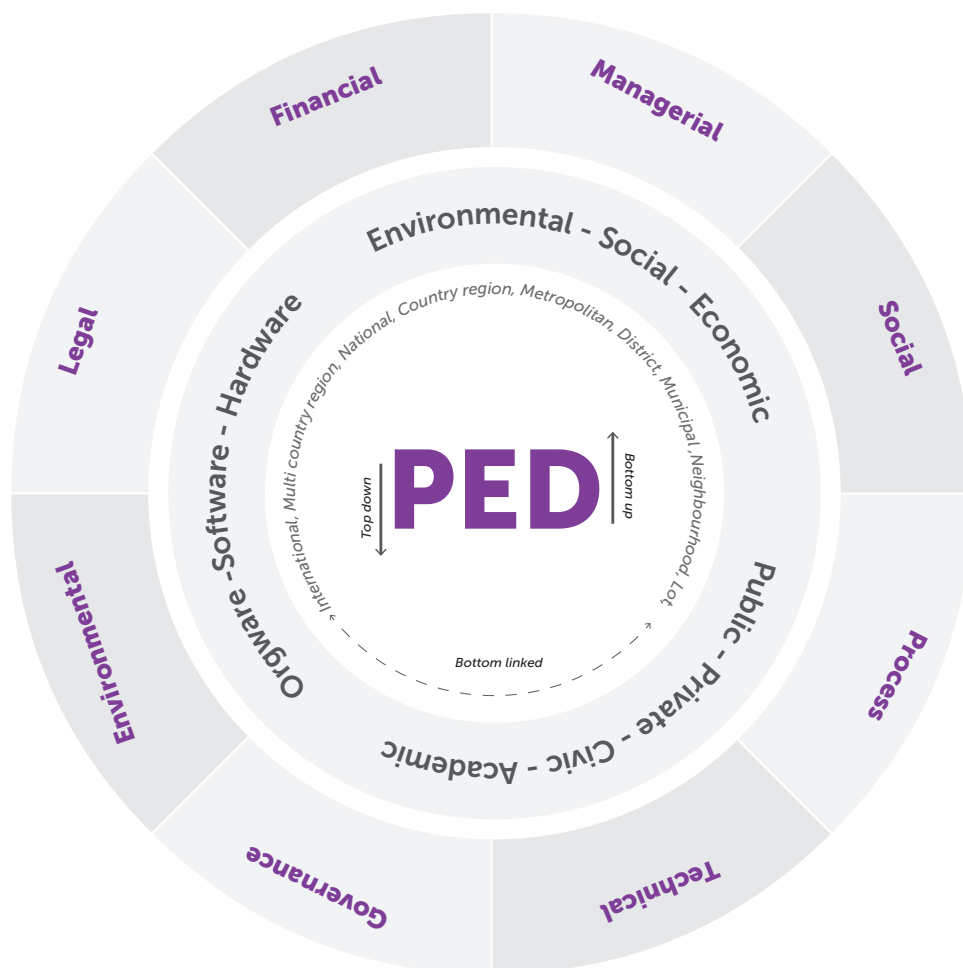 Financial
Managerial
Social
Process
Technical
Governance
Environmental
Legal
Environmental - Social - Economic
Public - Private - Civic - Academic
Orgware -Software - Hardware
International, Multi country region, National, Country region, Metropolitan, District, Municipal ,Neighbourhood, Lot,
Top down
PED
Bottom up
Bottom linked